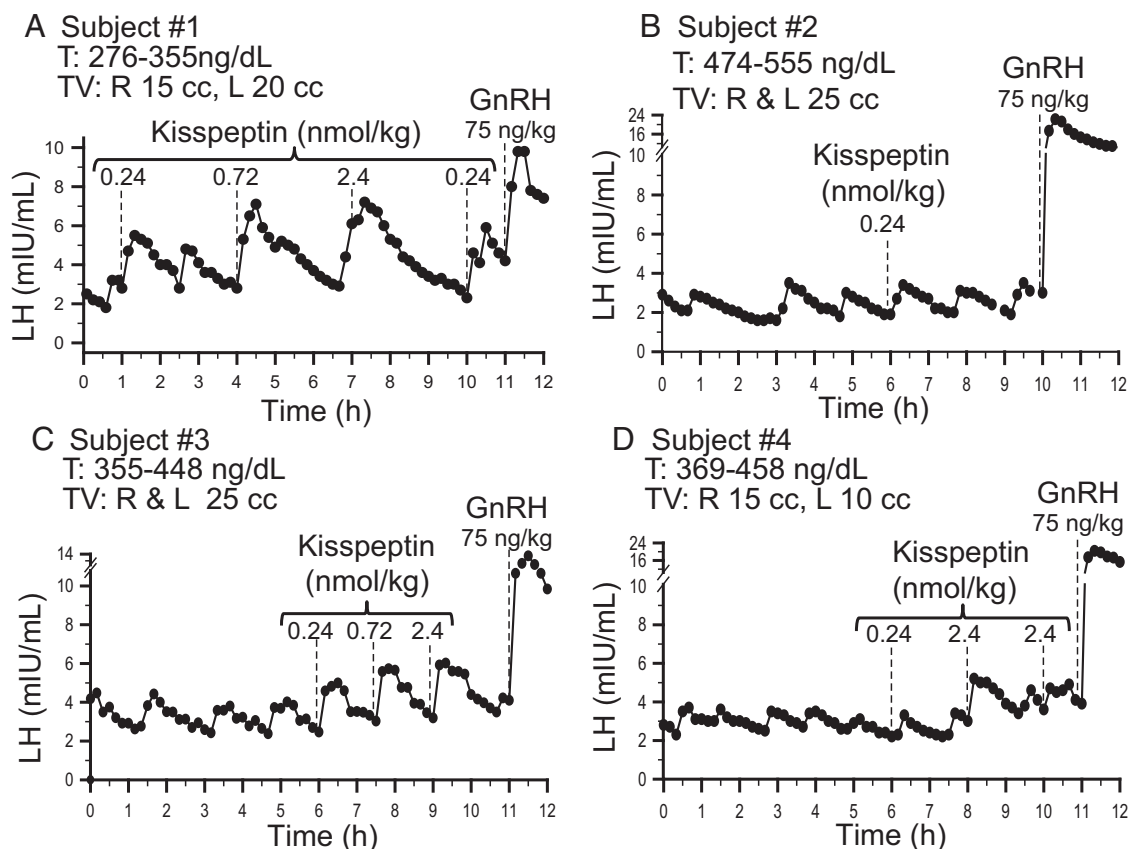 A Subject #1
T: 276-355ng/dL
TV: R 15 cc, L 20 cc
GnRH
75 ng/kg
Kisspeptin (nmol/kg)
0.24 0.72 2.4 0.24
LH (mIU/mL)
10
8
6
4
2
0
0 1 2 3 4 5 6 7 8 9 10 11 12
Time (h)
B Subject #2
T: 474-555 ng/dL
TV: R & L 25 cc
GnRH
75 ng/kg
Kisspeptin
(nmol/kg)
0.24
LH (mIU/mL)
24
16
10
8
6
4
2
0
0 1 2 3 4 5 6 7 8 9 10 11 12
Time (h)
C Subject #3
T: 355-448 ng/dL
TV: R & L 25 cc
GnRH
75 ng/kg
Kisspeptin
(nmol/kg)
0.24 0.72 2.4
LH (mIU/mL)
14
10
8
6
4
2
0
0 1 2 3 4 5 6 7 8 9 10 11 12
Time (h)
D Subject #4
T: 369-458 ng/dL
TV: R 15 cc, L 10 cc
GnRH
75 ng/kg
Kisspeptin
(nmol/kg)
0.24 2.4 2.4
LH (mIU/mL)
24
16
10
8
6
4
2
0
0 1 2 3 4 5 6 7 8 9 10 11 12
Time (h)